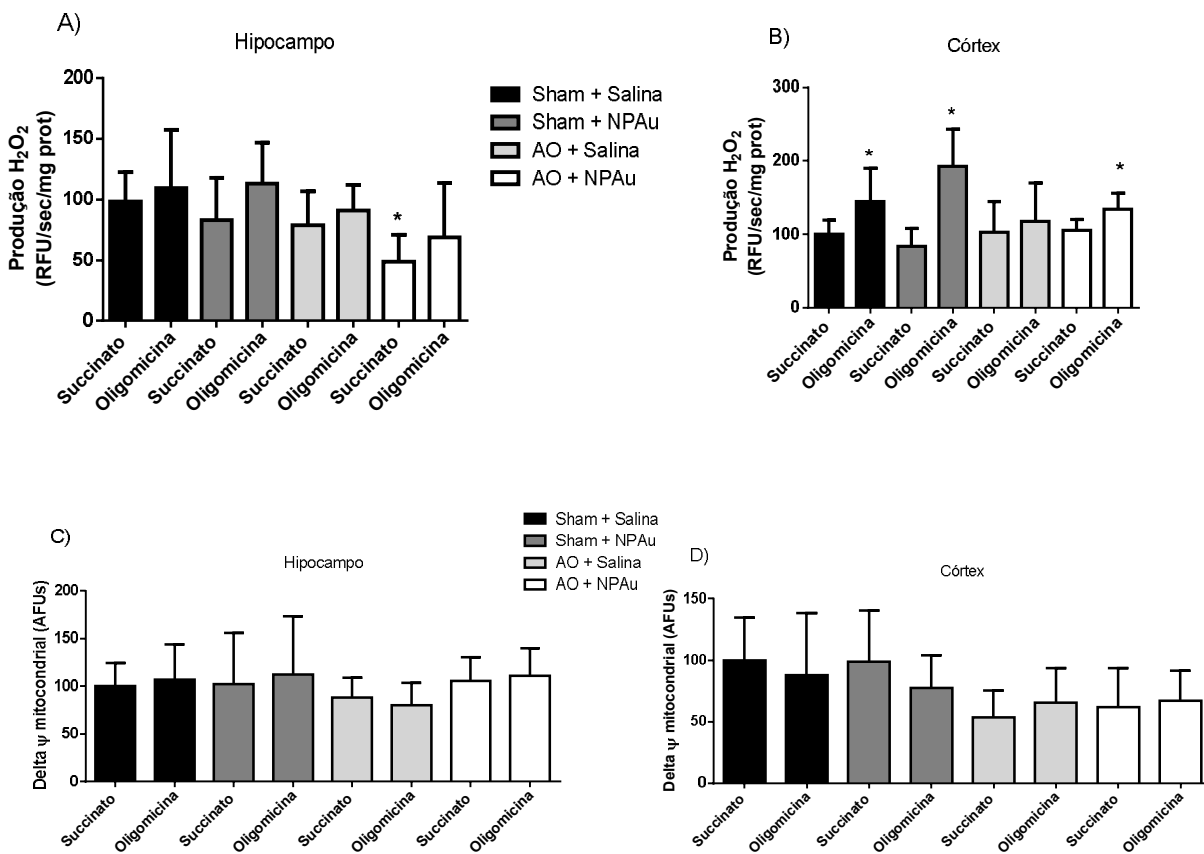 A)
Hipocampo
Produção H₂O₂
(RFU/sec/mg prot)
200
150
100
50
0
*
Succinato
Oligomicina
Succinato
Oligomicina
Succinato
Oligomicina
Succinato
Oligomicina
Sham + Salina
Sham + NPAu
AO + Salina
AO + NPAu
B)
Córtex
Produção H₂O₂
(RFU/sec/mg prot)
300
200
100
0
*
*
*
Succinato
Oligomicina
Succinato
Oligomicina
Succinato
Oligomicina
Succinato
Oligomicina
C)
Hipocampo
Delta ψ mitocondrial (AFUs)
200
150
100
50
0
Succinato
Oligomicina
Succinato
Oligomicina
Succinato
Oligomicina
Succinato
Oligomicina
Sham + Salina
Sham + NPAu
AO + Salina
AO + NPAu
D)
Córtex
Delta ψ mitocondrial (AFUs)
150
100
50
0
Succinato
Oligomicina
Succinato
Oligomicina
Succinato
Oligomicina
Succinato
Oligomicina